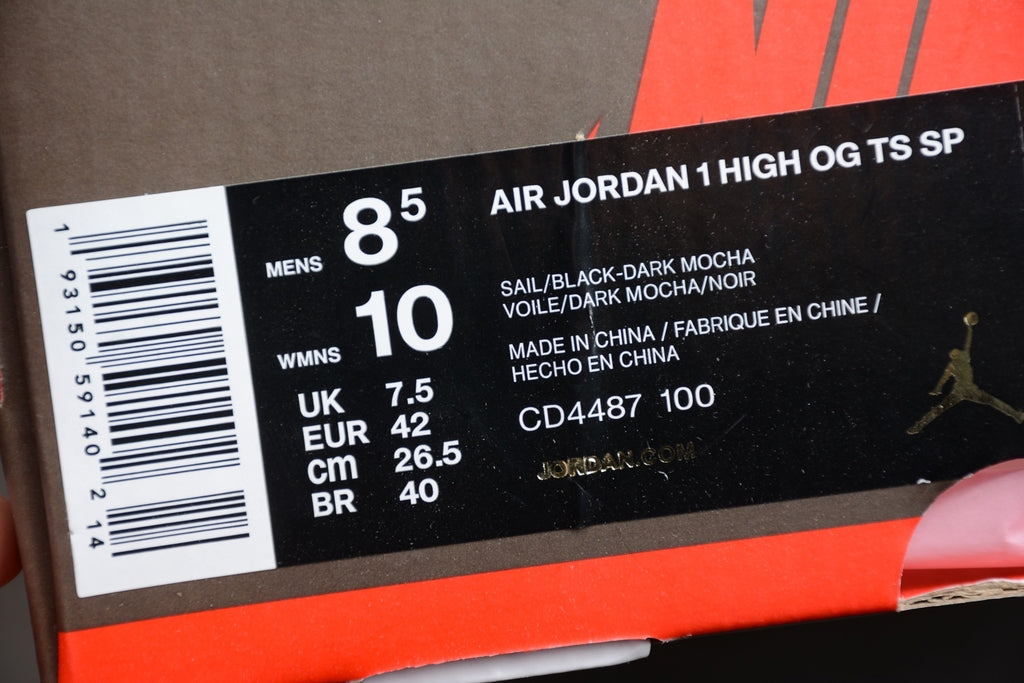 AIR JORDAN 1 HIGH OG TS SP
MENS 8 5
WMNS 10
UK 7.5
EUR 42
cm 26.5
BR 40
SAIL/BLACK-DARK MOCHA
VOILE/DARK MOCHA/NOIR
MADE IN CHINA / FABRIQUE EN CHINE /
HECHO EN CHINA
CD4487 100
JORDAN.COM
1 93150 59140 2 14